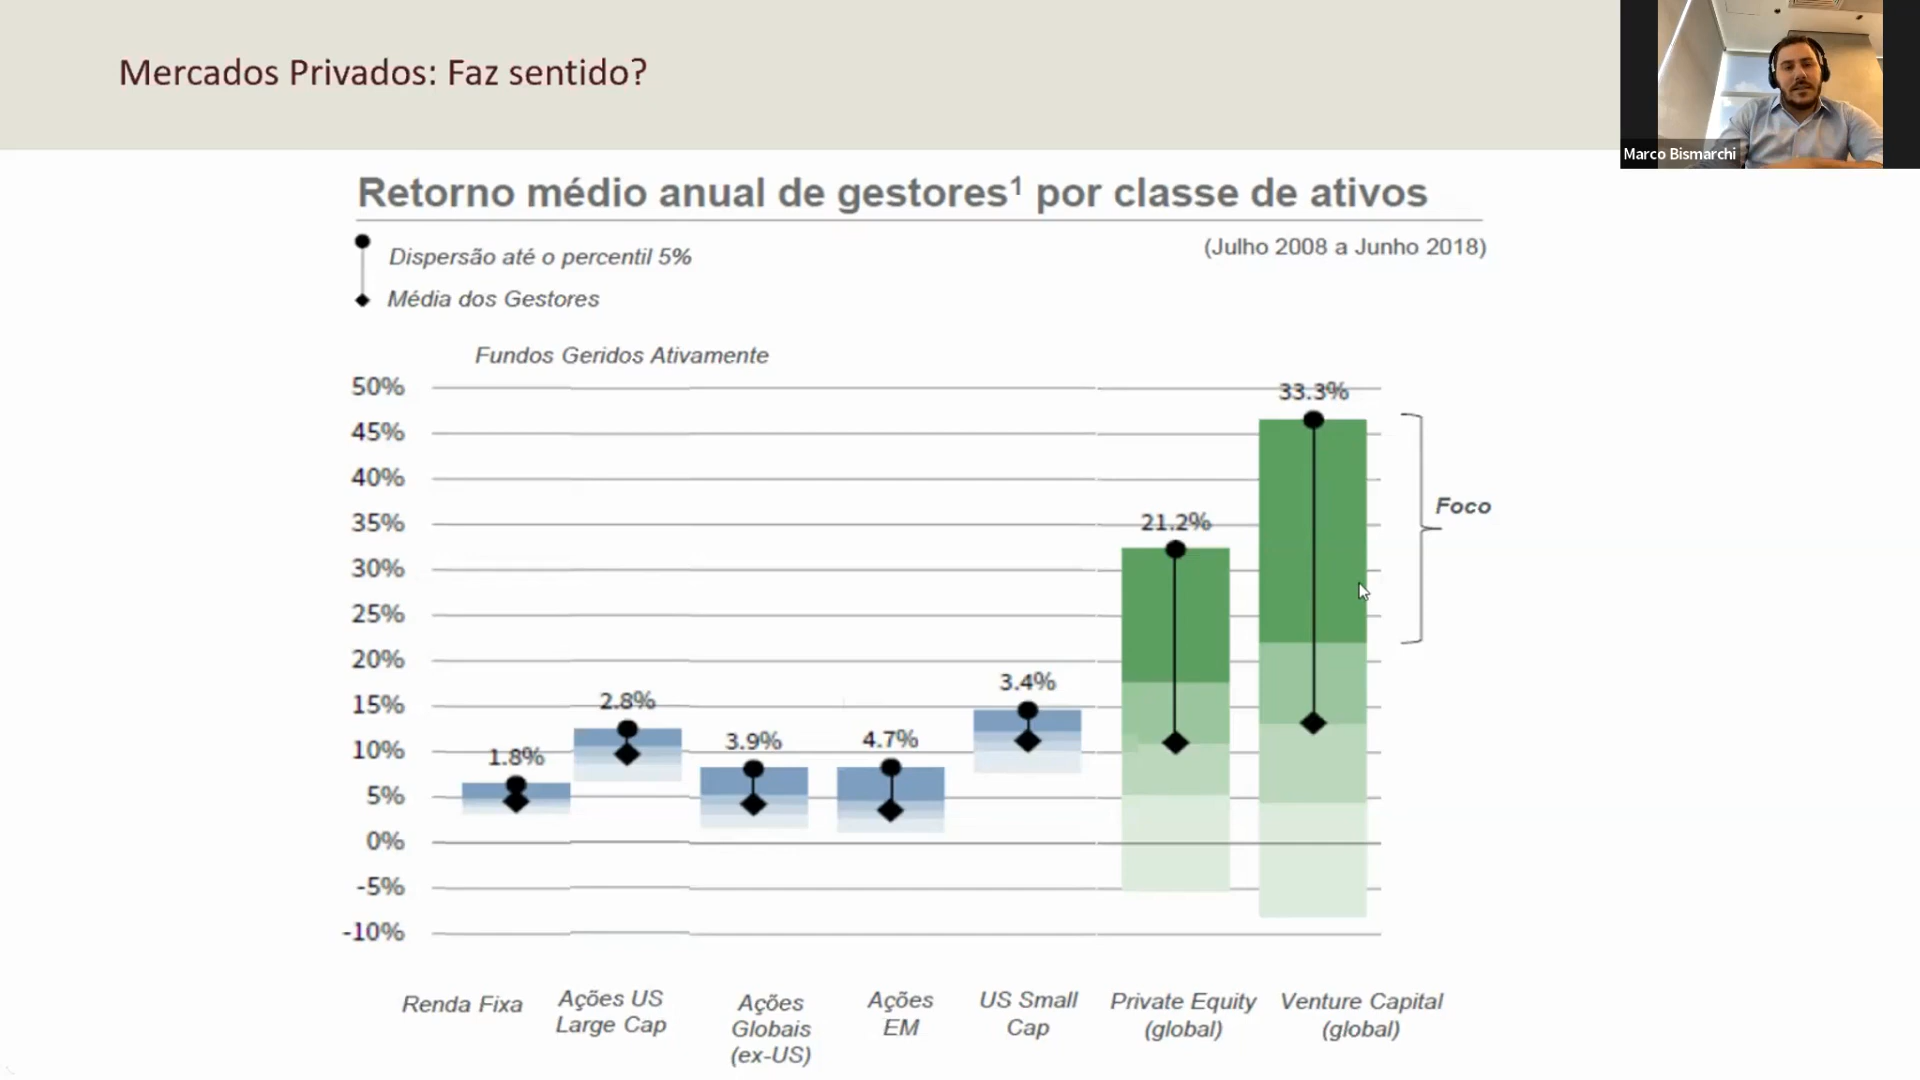 Mercados Privados: Faz sentido?
Marco Bismarchi
Retorno médio anual de gestores¹ por classe de ativos
(Julho 2008 a Junho 2018)
Dispersão até o percentil 5%
Média dos Gestores
Fundos Geridos Ativamente
50%
45%
40%
35%
30%
25%
20%
15%
10%
5%
0%
-5%
-10%
1.8%
2.8%
3.9%
4.7%
3.4%
21.2%
33.3%
Foco
Renda Fixa
Ações US
Large Cap
Ações
Globais
(ex-US)
Ações
EM
US Small
Cap
Private Equity
(global)
Venture Capital
(global)